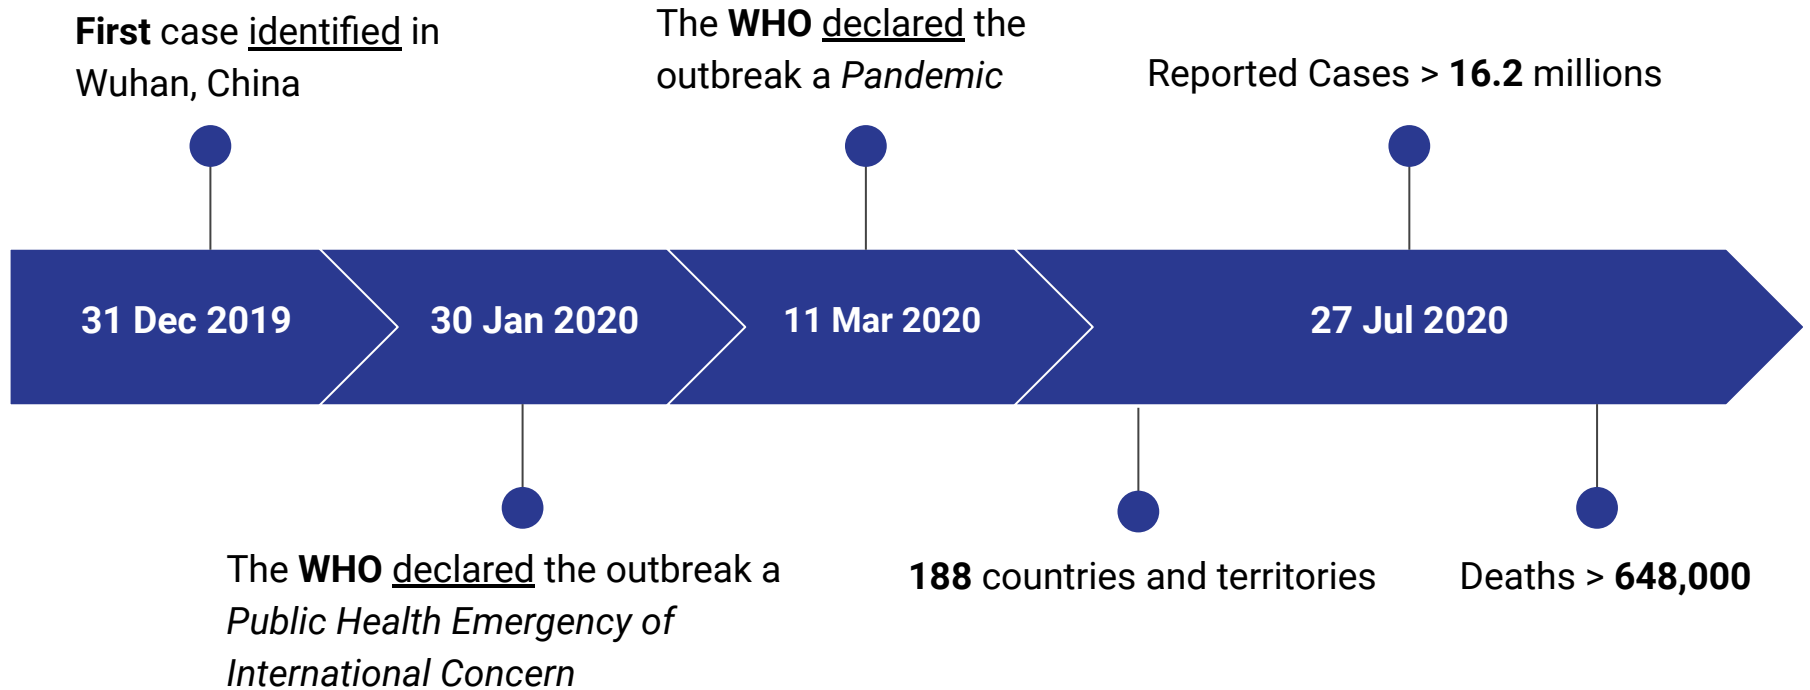 First case identified in
Wuhan, China
The WHO declared the
outbreak a Pandemic
Reported Cases > 16.2 millions
31 Dec 2019
30 Jan 2020
11 Mar 2020
27 Jul 2020
The WHO declared the outbreak a
Public Health Emergency of
International Concern
188 countries and territories
Deaths > 648,000